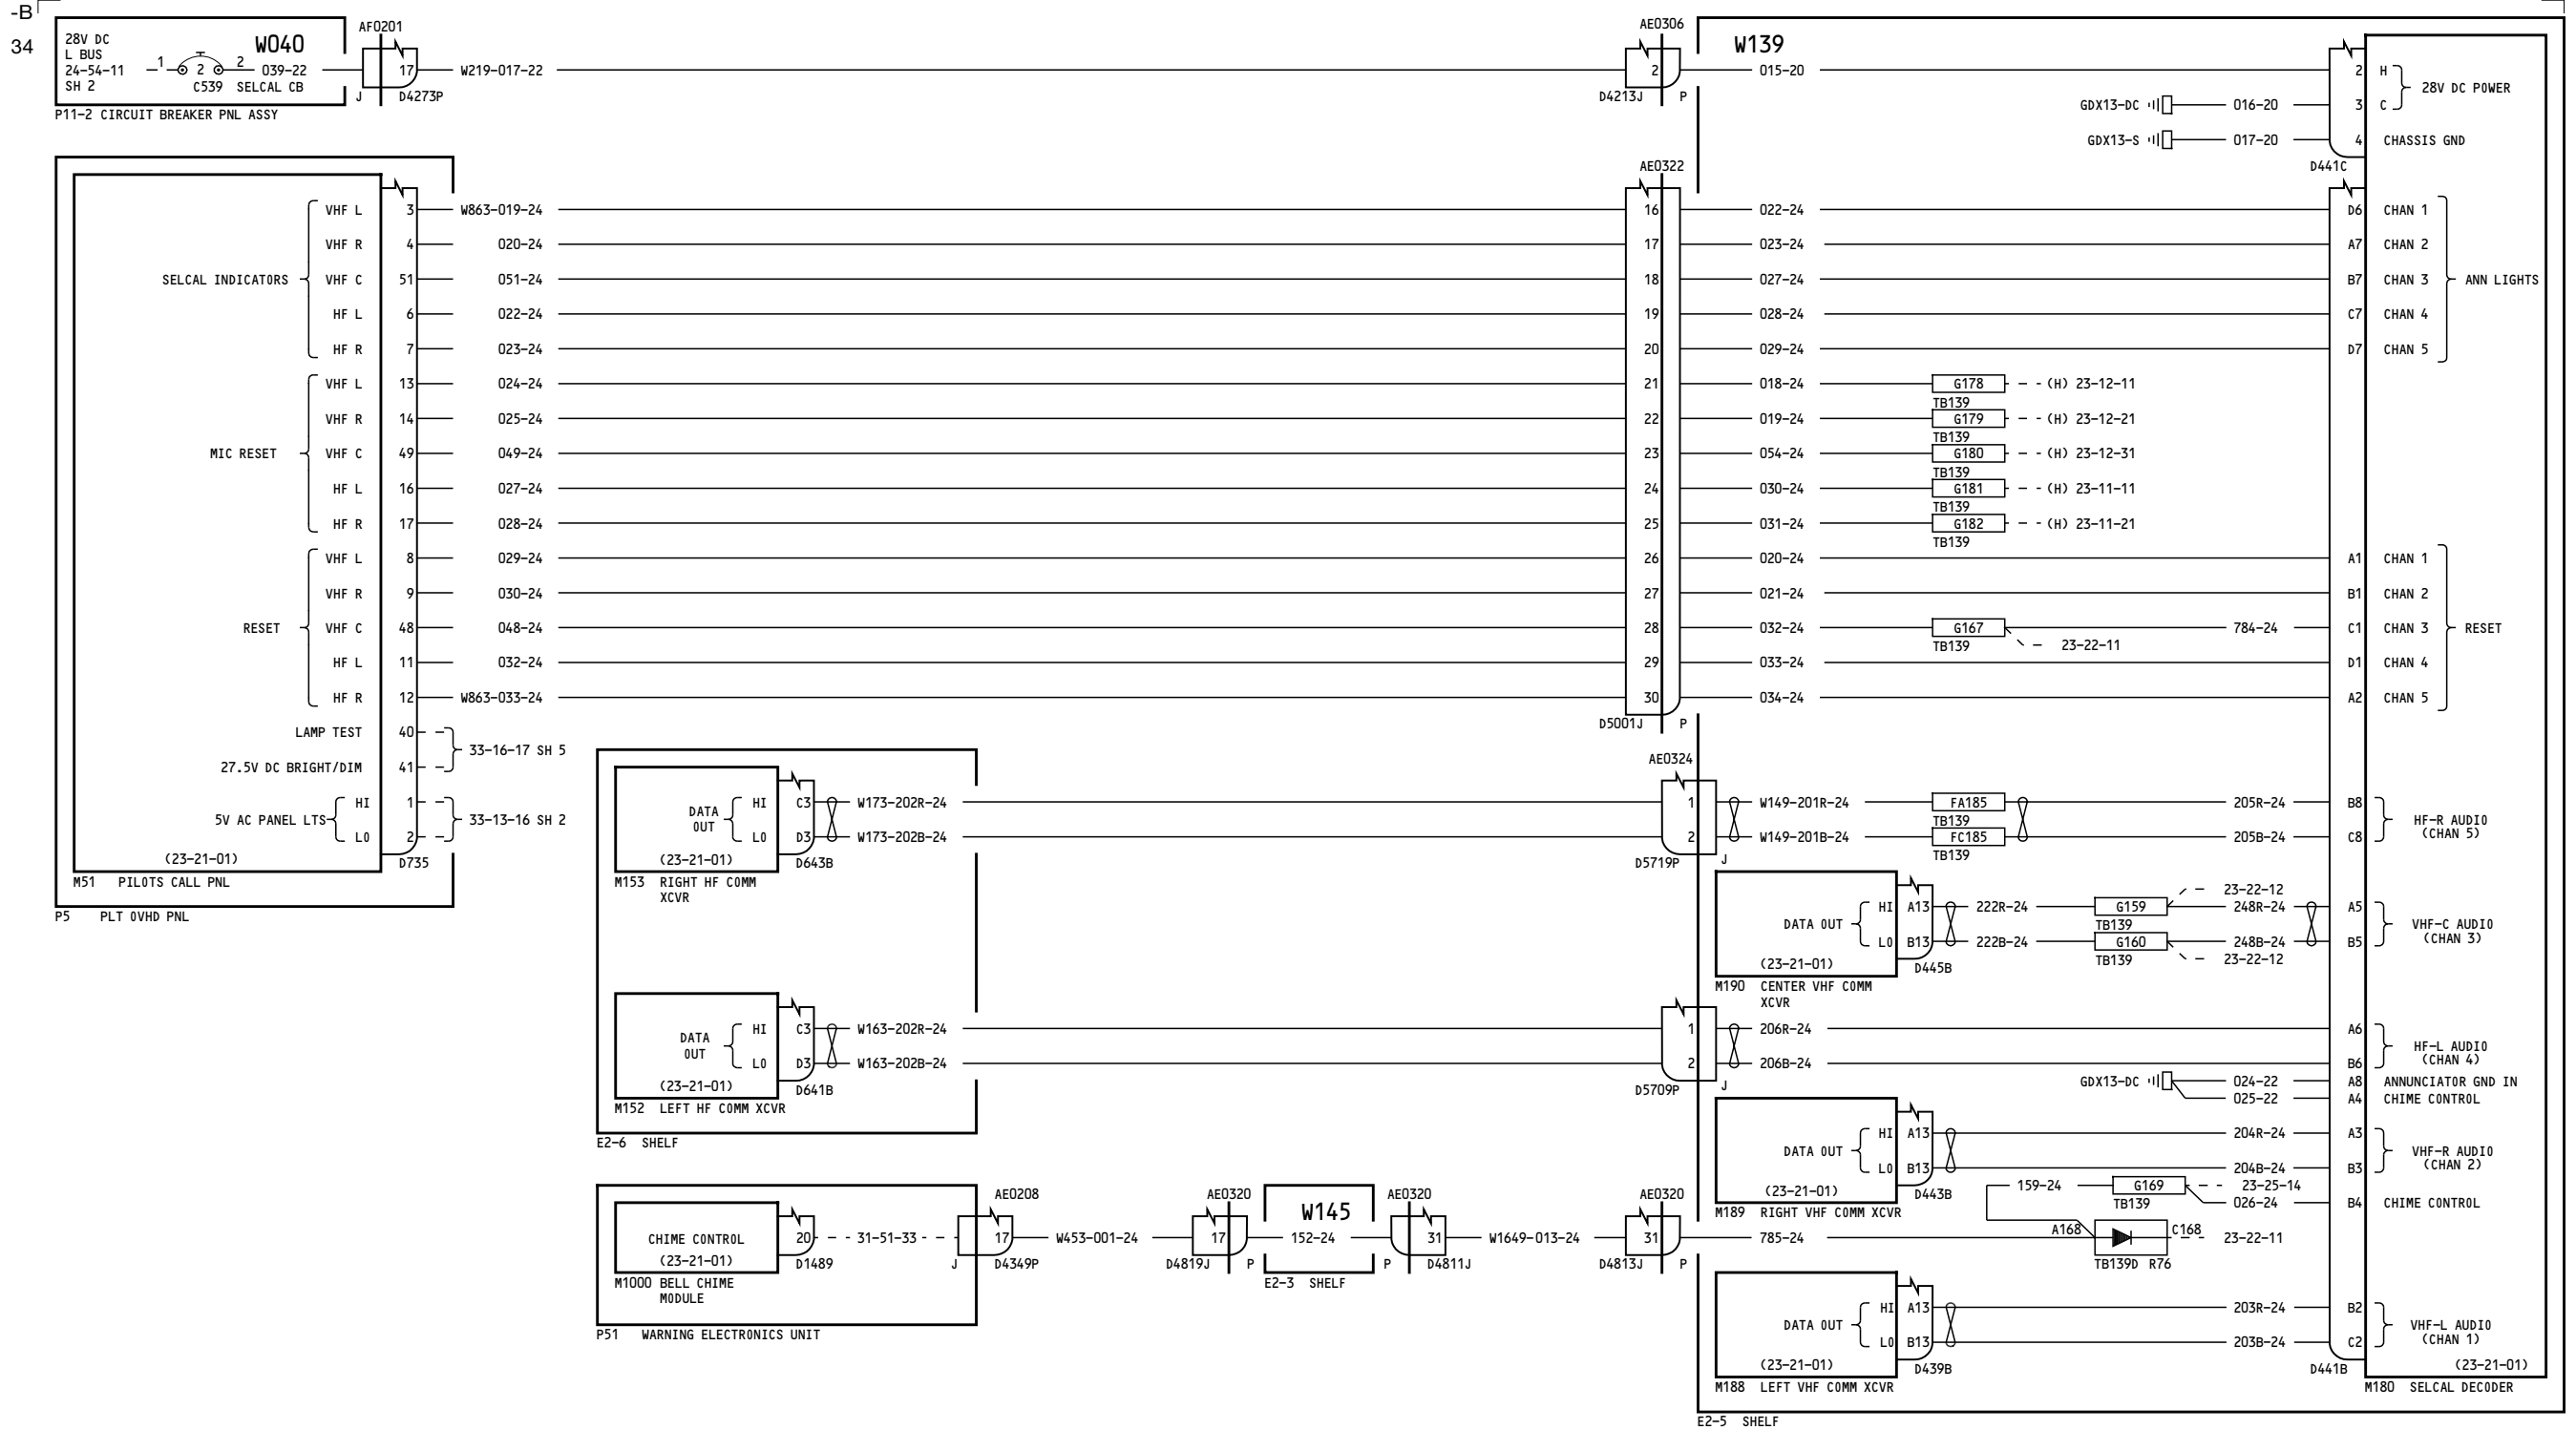 -B
34
28V DC
L BUS
24-54-11
SH 2
1
2
2
C539
W040
039-22
SELCAL CB
P11-2 CIRCUIT BREAKER PNL ASSY
AF0201
17
J
D4273P
W219-017-22
AE0306
2
D4213J
P
W139
015-20
2
H
28V DC POWER
GDX13-DC
016-20
3
C
GDX13-S
017-20
4
CHASSIS GND
D441C
AE0322
VHF L
3
W863-019-24
16
022-24
D6
CHAN 1
VHF R
4
020-24
17
023-24
A7
CHAN 2
SELCAL INDICATORS
VHF C
51
051-24
18
027-24
B7
CHAN 3
ANN LIGHTS
HF L
6
022-24
19
028-24
C7
CHAN 4
HF R
7
023-24
20
029-24
D7
CHAN 5
VHF L
13
024-24
21
018-24
G178
(H) 23-12-11
TB139
VHF R
14
025-24
22
019-24
G179
(H) 23-12-21
TB139
MIC RESET
VHF C
49
049-24
23
054-24
G180
(H) 23-12-31
TB139
HF L
16
027-24
24
030-24
G181
(H) 23-11-11
TB139
HF R
17
028-24
25
031-24
G182
(H) 23-11-21
TB139
VHF L
8
029-24
26
020-24
A1
CHAN 1
VHF R
9
030-24
27
021-24
B1
CHAN 2
RESET
VHF C
48
048-24
28
032-24
G167
784-24
C1
CHAN 3
RESET
TB139
23-22-11
HF L
11
032-24
29
033-24
D1
CHAN 4
HF R
12
W863-033-24
30
034-24
A2
CHAN 5
D5001J
P
LAMP TEST
40
33-16-17 SH 5
27.5V DC BRIGHT/DIM
41
5V AC PANEL LTS
HI
1
33-13-16 SH 2
LO
2
(23-21-01)
D735
M51 PILOTS CALL PNL
P5 PLT OVHD PNL
DATA
OUT
HI
C3
W173-202R-24
LO
D3
W173-202B-24
(23-21-01)
D643B
M153 RIGHT HF COMM
XCVR
AE0324
1
W149-201R-24
FA185
TB139
205R-24
B8
2
W149-201B-24
FC185
TB139
205B-24
C8
HF-R AUDIO
(CHAN 5)
D5719P
J
DATA OUT
HI
A13
222R-24
G159
TB139
23-22-12
248R-24
A5
LO
B13
222B-24
G160
TB139
248B-24
23-22-12
B5
VHF-C AUDIO
(CHAN 3)
(23-21-01)
D445B
M190 CENTER VHF COMM
XCVR
DATA
OUT
HI
C3
W163-202R-24
1
206R-24
A6
LO
D3
W163-202B-24
2
206B-24
B6
HF-L AUDIO
(CHAN 4)
(23-21-01)
D641B
M152 LEFT HF COMM XCVR
E2-6 SHELF
D5709P
J
GDX13-DC
024-22
A8
ANNUNCIATOR GND IN
025-22
A4
CHIME CONTROL
DATA OUT
HI
A13
204R-24
A3
LO
B13
204B-24
B3
VHF-R AUDIO
(CHAN 2)
(23-21-01)
D443B
M189 RIGHT VHF COMM XCVR
159-24
G169
TB139
23-25-14
026-24
B4
CHIME CONTROL
CHIME CONTROL
(23-21-01)
20
D1489
31-51-33
AE0208
17
J
D4349P
W453-001-24
AE0320
17
D4819J
P
W145
152-24
E2-3 SHELF
AE0320
31
P
D4811J
W1649-013-24
AE0320
31
D4813J
P
785-24
A168
C168
23-22-11
TB139D R76
M1000 BELL CHIME
MODULE
P51 WARNING ELECTRONICS UNIT
DATA OUT
HI
A13
203R-24
B2
LO
B13
203B-24
C2
VHF-L AUDIO
(CHAN 1)
(23-21-01)
D439B
M188 LEFT VHF COMM XCVR
D441B
(23-21-01)
M180 SELCAL DECODER
E2-5 SHELF